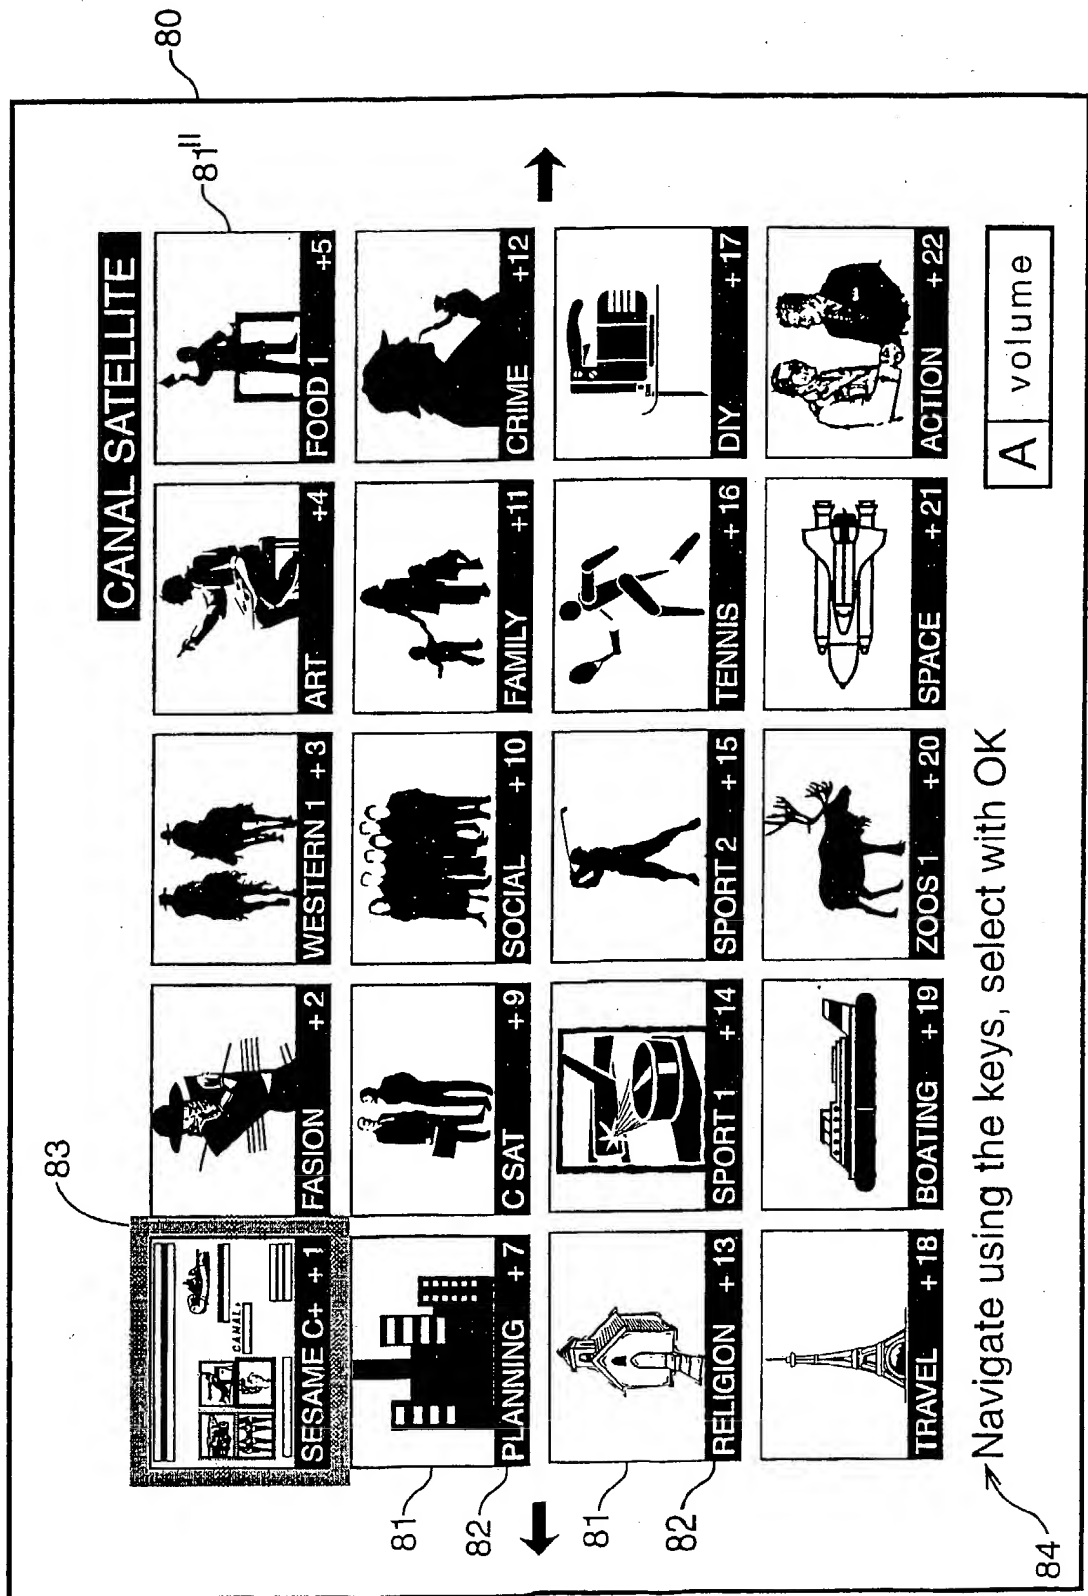 80
CANAL SATELLITE
83
81"
SESAME C+ +1
CANAL+
FASION +2
WESTERN 1 +3
ART +4
FOOD 1 +5
81
82
PLANNING +7
C SAT +9
SOCIAL +10
FAMILY +11
CRIME +12
81
82
RELIGION +13
SPORT 1 +14
SPORT 2 +15
TENNIS +16
DIY +17
TRAVEL +18
BOATING +19
ZOOS 1 +20
SPACE +21
ACTION +22
84
Navigate using the keys, select with OK
A volume